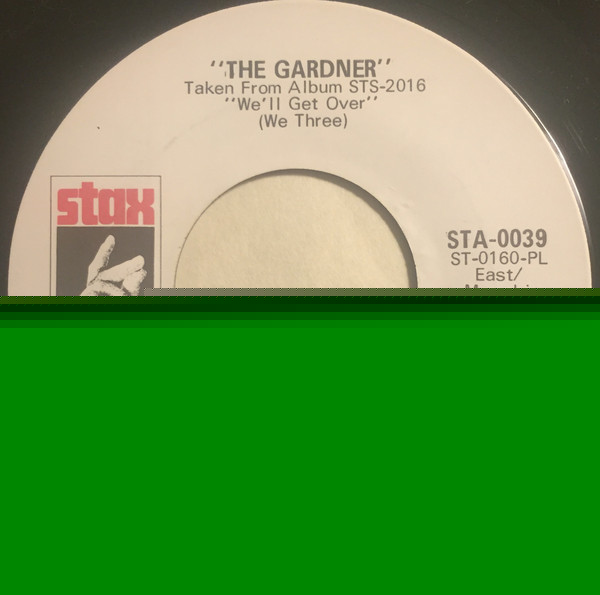 ''THE GARDNER''
Taken From Album STS-2016
''We'll Get Over''
(We Three)
stax
STA-0039
ST-0160-PL
East/